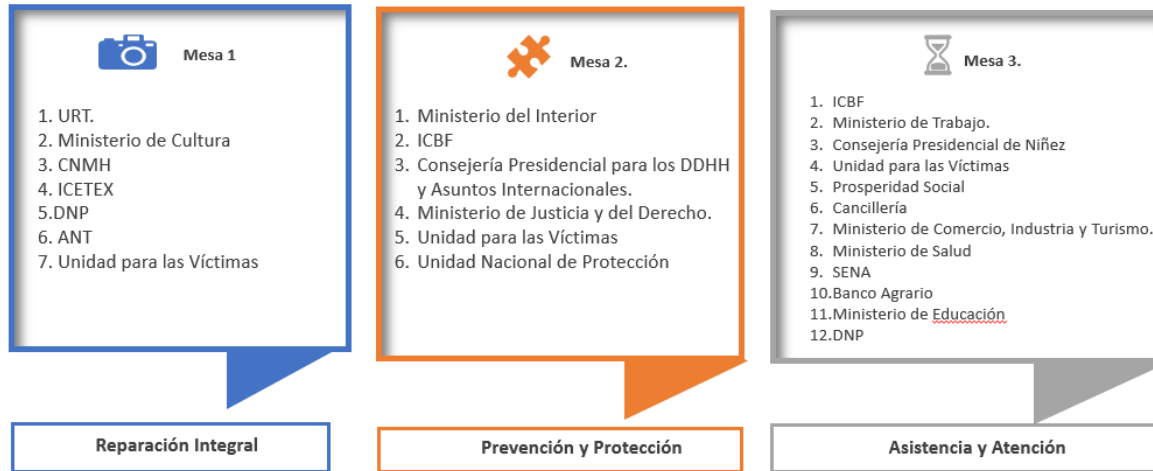 Mesa 1
1. URT.
2. Ministerio de Cultura
3. CNMH
4. ICETEX
5.DNP
6. ANT
7. Unidad para las Víctimas
Reparación Integral
Mesa 2.
1. Ministerio del Interior
2. ICBF
3. Consejería Presidencial para los DDHH
y Asuntos Internacionales.
4. Ministerio de Justicia y del Derecho.
5. Unidad para las Víctimas
6. Unidad Nacional de Protección
Prevención y Protección
Mesa 3.
1. ICBF
2. Ministerio de Trabajo.
3. Consejería Presidencial de Niñez
4. Unidad para las Víctimas
5. Prosperidad Social
6. Cancillería
7. Ministerio de Comercio, Industria y Turismo.
8. Ministerio de Salud
9. SENA
10.Banco Agrario
11.Ministerio de Educación
12.DNP
Asistencia y Atención